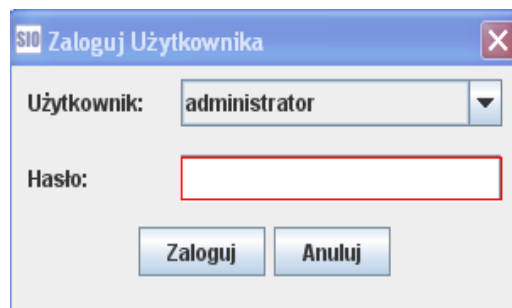 SIO Zaloguj Użytkownika
Użytkownik: administrator
Hasło:
Zaloguj Anuluj